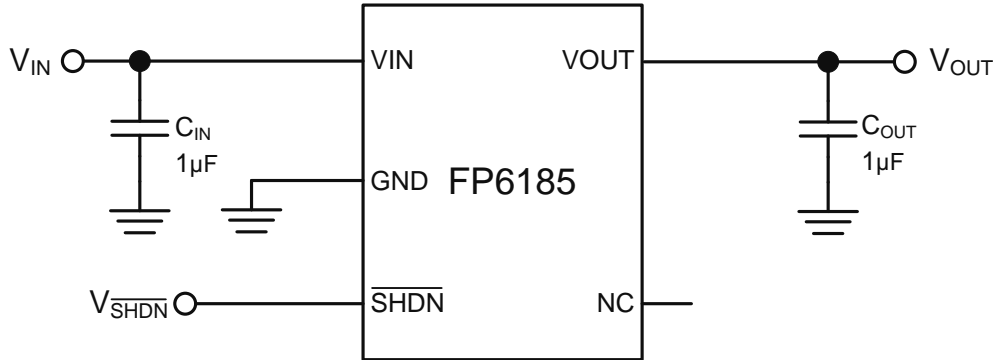 VIN
VIN
VOUT
VOUT
CIN
1µF
COUT
1µF
GND
FP6185
VSHDN
SHDN
NC